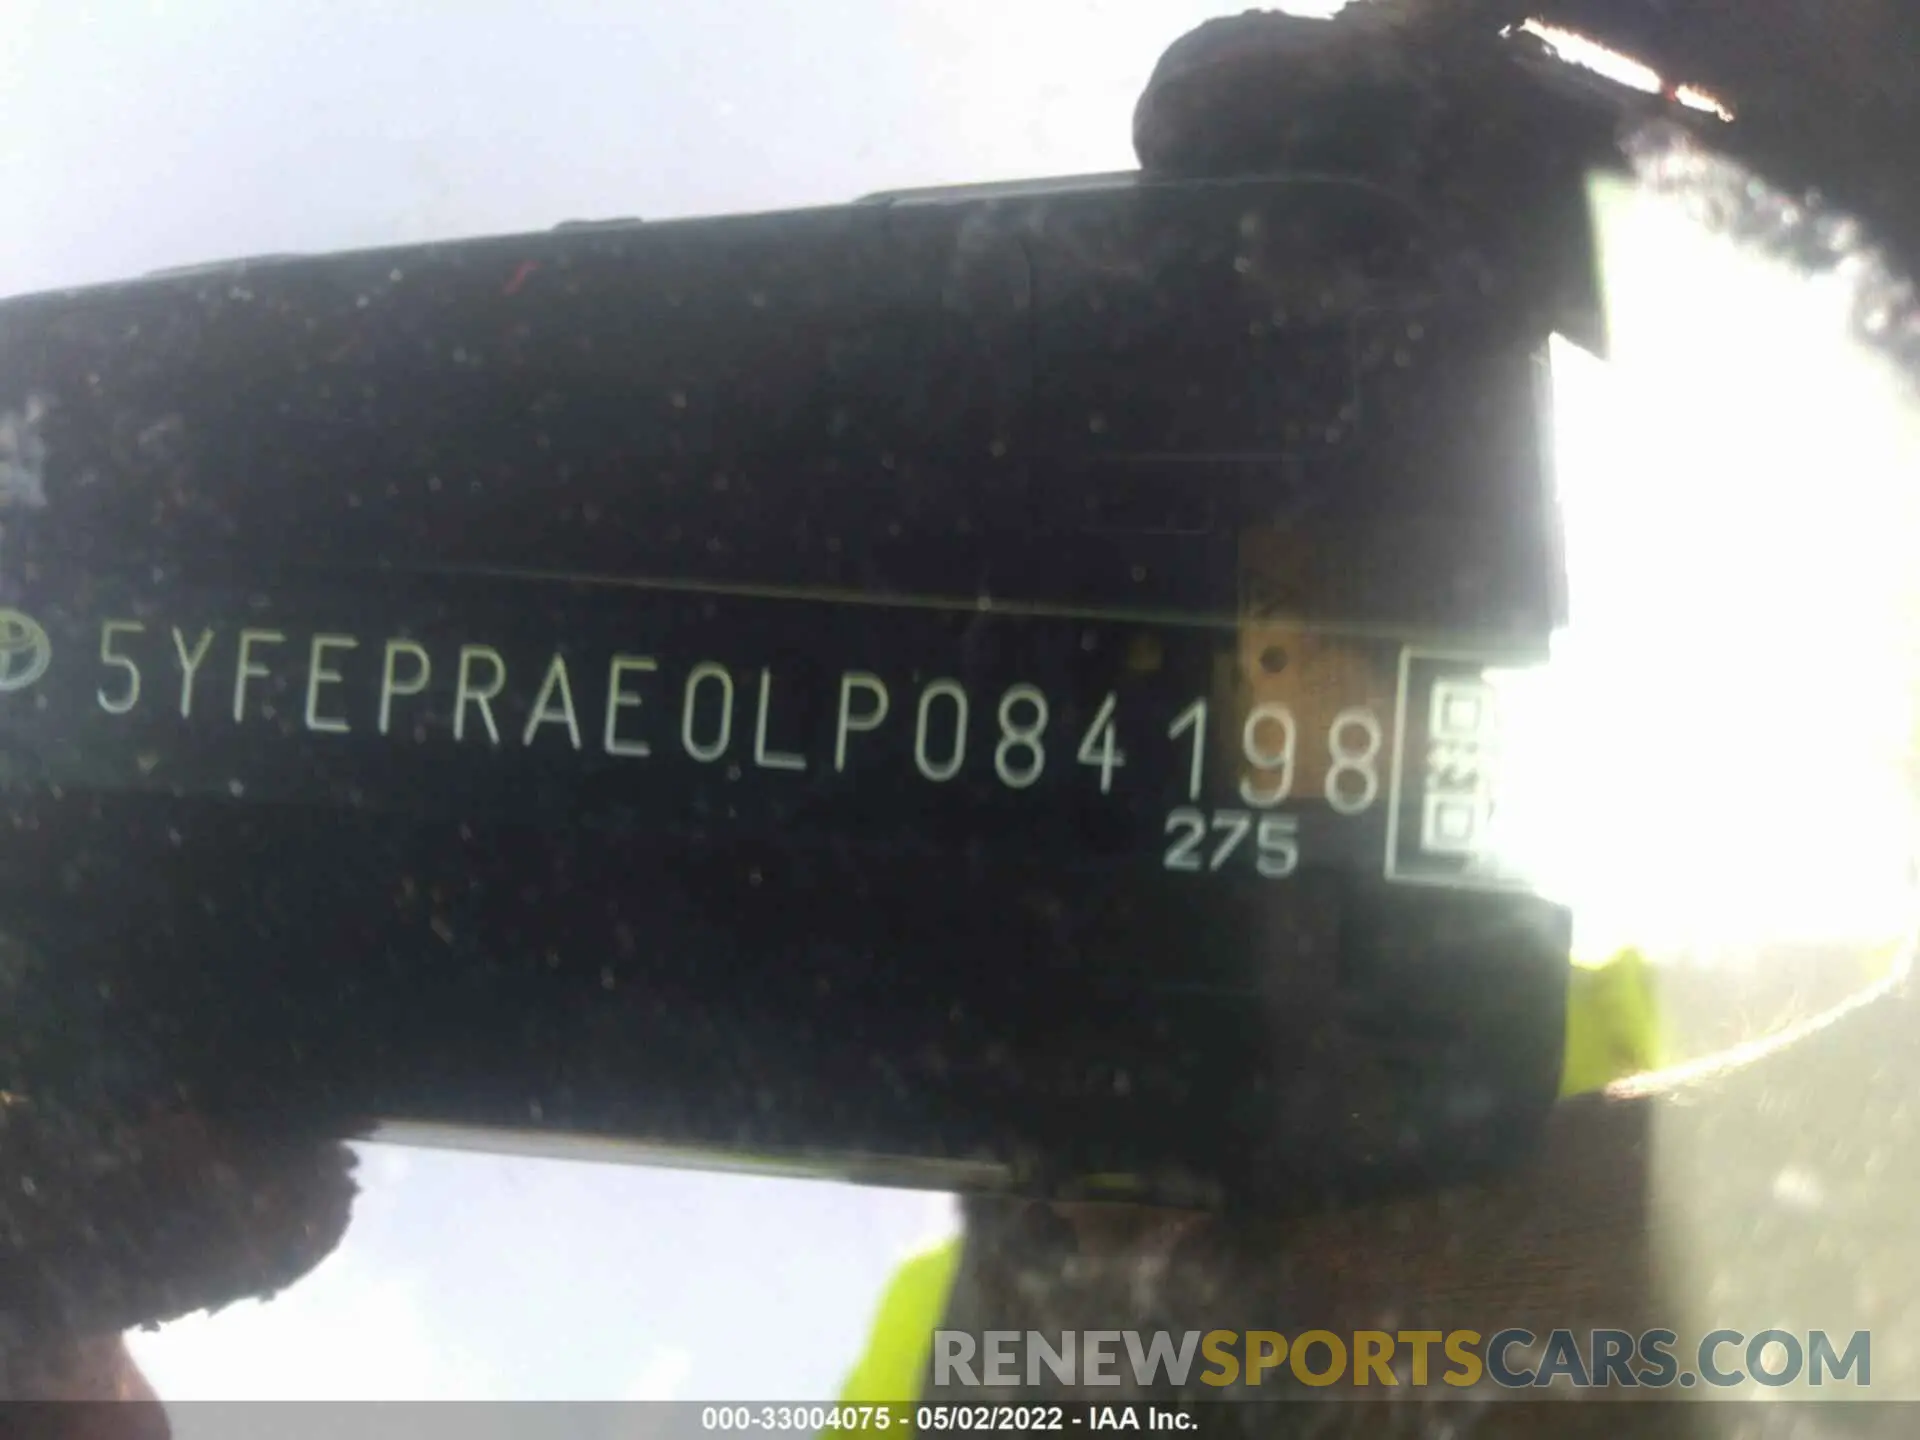 5YFEPRAE0LP084198
275
RENEWSPORTSCARS.COM
000-33004075 - 05/02/2022 - IAA Inc.